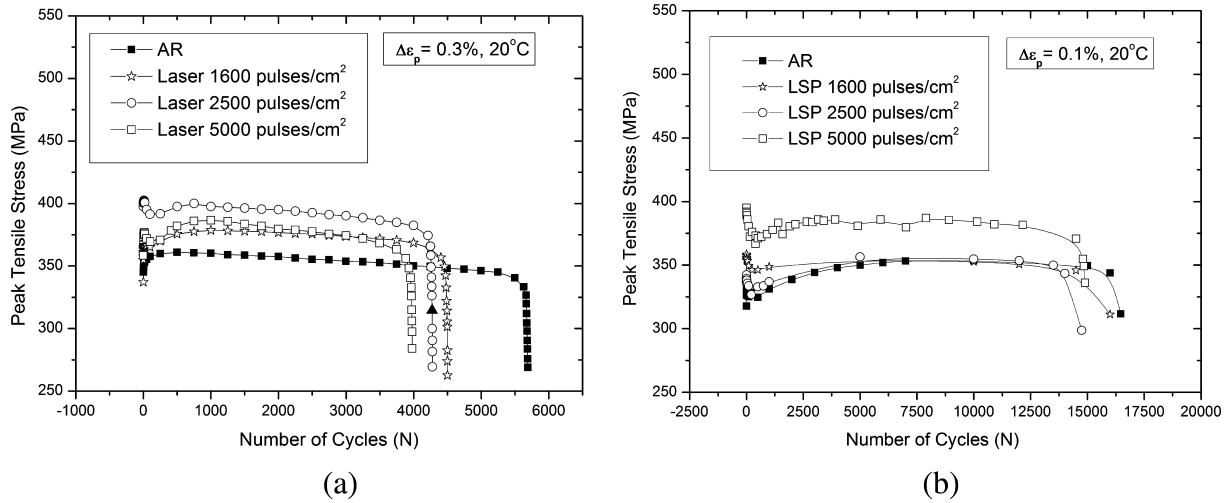 550
500
450
400
350
300
250
-1000
0
1000
2000
3000
4000
5000
6000
Peak Tensile Stress (MPa)
Number of Cycles (N)
AR
Laser 1600 pulses/cm²
Laser 2500 pulses/cm²
Laser 5000 pulses/cm²
Δεp= 0.3%, 20°C
(a)
550
500
450
400
350
300
250
-2500
0
2500
5000
7500
10000
12500
15000
17500
20000
Peak Tensile Stress (MPa)
Number of Cycles (N)
AR
LSP 1600 pulses/cm²
LSP 2500 pulses/cm²
LSP 5000 pulses/cm²
Δεp= 0.1%, 20°C
(b)